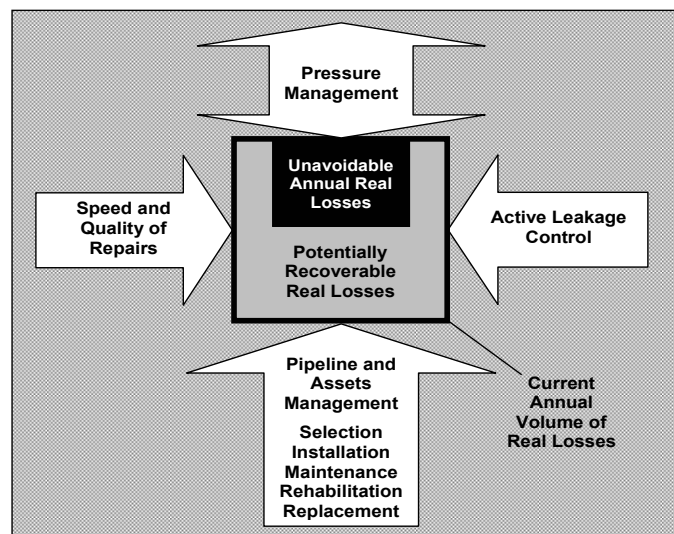 Pressure
Management
Unavoidable
Annual Real
Losses
Speed and
Quality of
Repairs
Active Leakage
Control
Potentially
Recoverable
Real Losses
Pipeline and
Assets
Management
Selection
Installation
Maintenance
Rehabilitation
Replacement
Current
Annual
Volume of
Real Losses